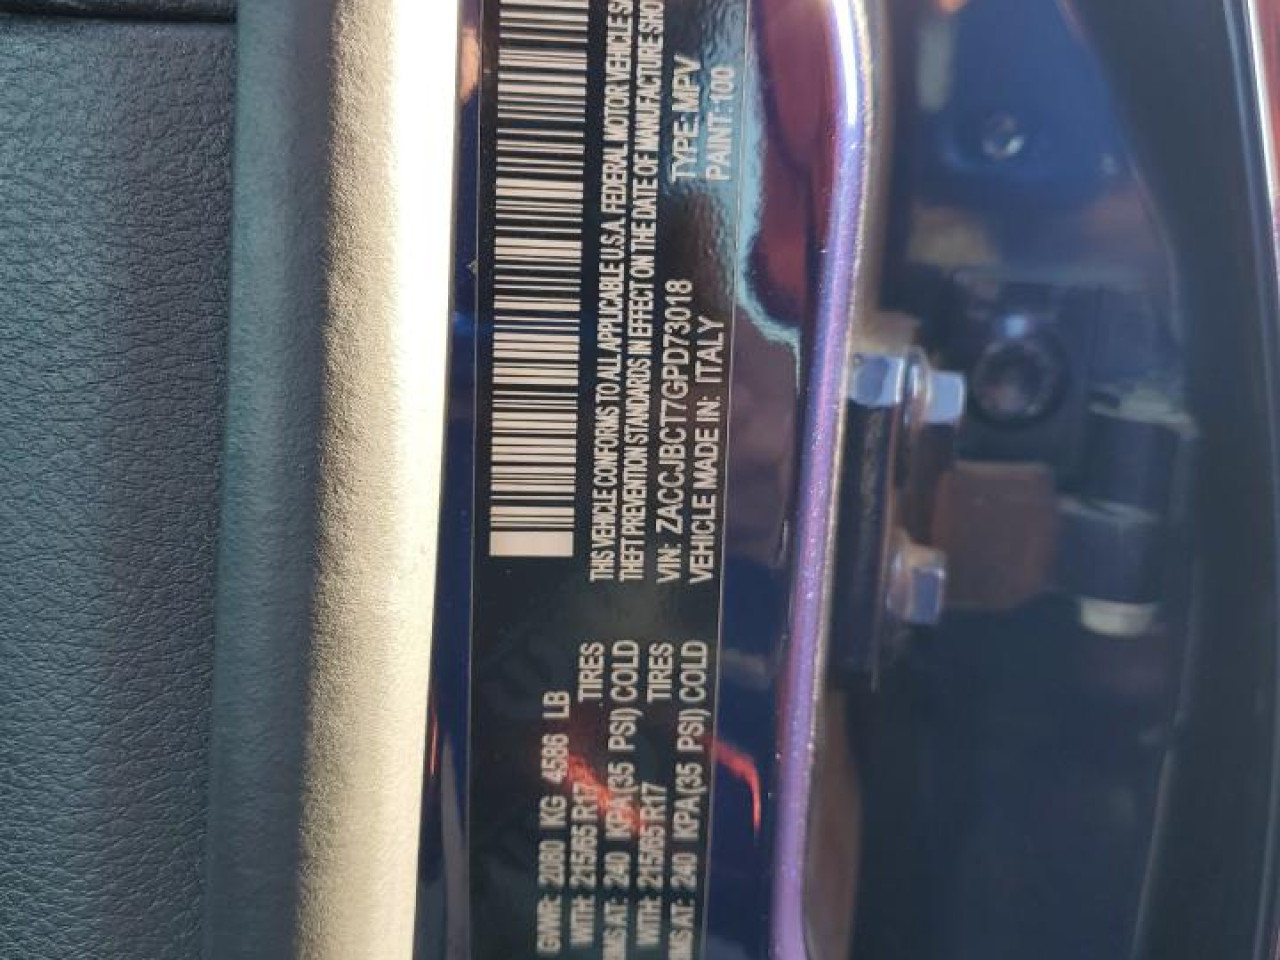 GVWR: 2080 KG 4586 LB
WITH: 215/65 R17 TIRES
IMS AT: 240 KPA(35 PSI) COLD
WITH: 215/65 R17 TIRES
IMS AT: 240 KPA(35 PSI) COLD
THIS VEHICLE CONFORMS TO ALL APPLICABLE U.S.A. FEDERAL MOTOR VEHICLE SA
THEFT PREVENTION STANDARDS IN EFFECT ON THE DATE OF MANUFACTURE SHO
VIN: ZACCJBCT7GPD73018 TYPE: MPV
VEHICLE MADE IN: ITALY PAINT: 100